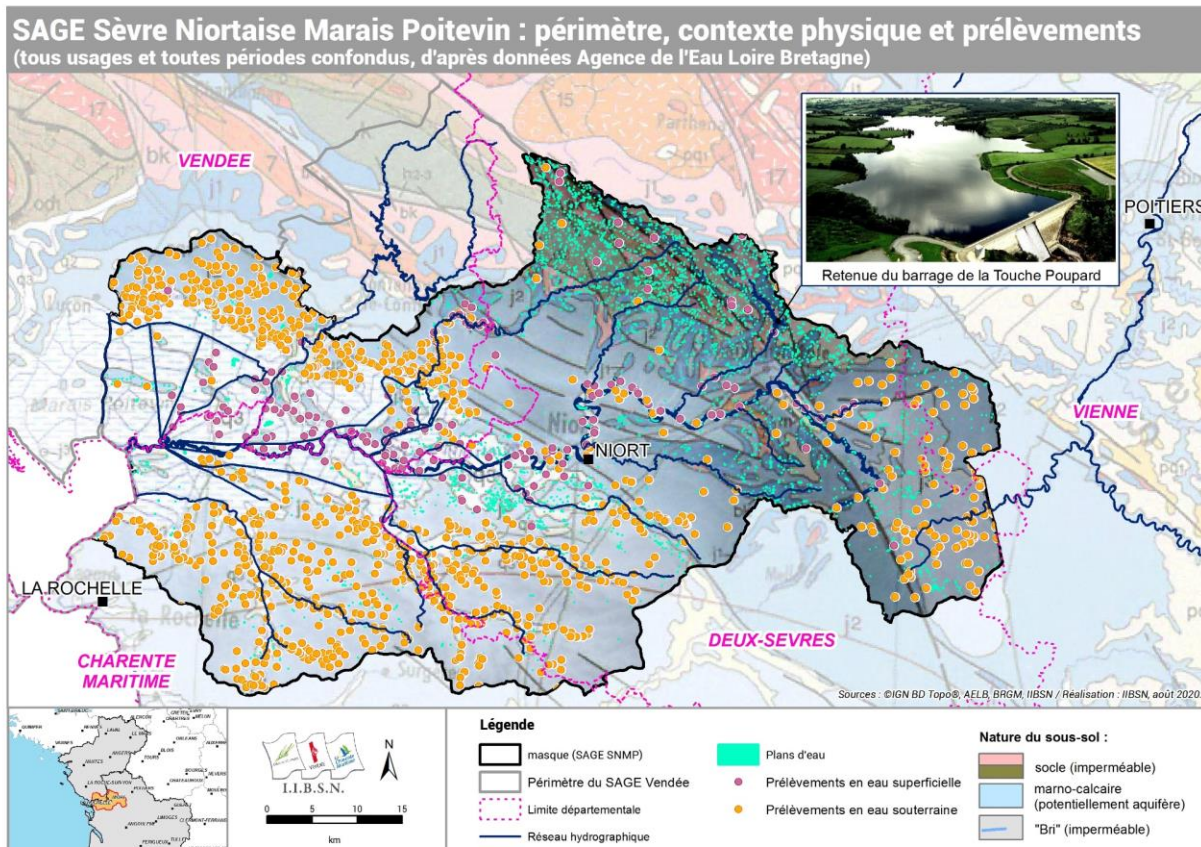 SAGE Sèvre Niortaise Marais Poitevin : périmètre, contexte physique et prélèvements
(tous usages et toutes périodes confondus, d'après données Agence de l'Eau Loire Bretagne)
VENDEE
Retenue du barrage de la Touche Poupard
POITIERS
VIENNE
NIORT
LA ROCHELLE
CHARENTE
MARITIME
DEUX-SEVRES
Sources : ©IGN BD Topo®, AELB, BRGM, IIBSN / Réalisation : IIBSN, août 2020.
I.I.B.S.N.
N
0 5 10 15
km
Légende
masque (SAGE SNMP)
Périmètre du SAGE Vendée
Limite départementale
Réseau hydrographique
Plans d'eau
Prélèvements en eau superficielle
Prélèvements en eau souterraine
Nature du sous-sol :
socle (imperméable)
marno-calcaire
(potentiellement aquifère)
"Bri" (imperméable)